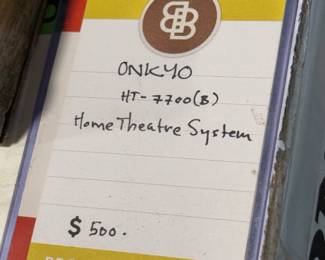 ONKYO
HT-7700(B)
Home Theatre System
$ 500.